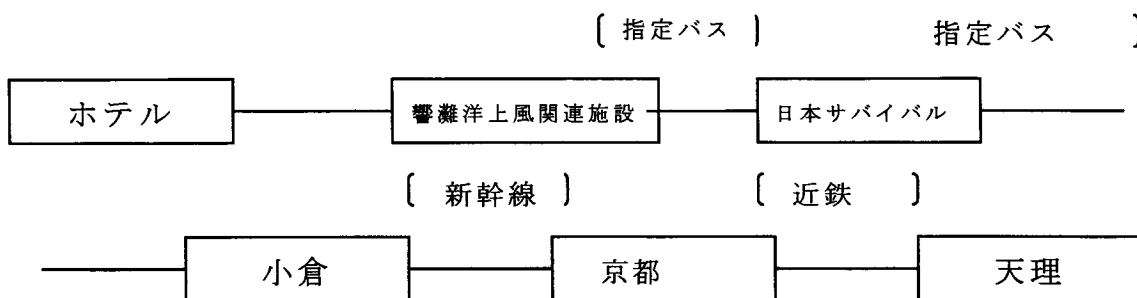 〔 指定バス 〕 指定バス 〕
ホテル 響灘洋上風関連施設 日本サバイバル
〔 新幹線 〕 〔 近鉄 〕
小倉 京都 天理